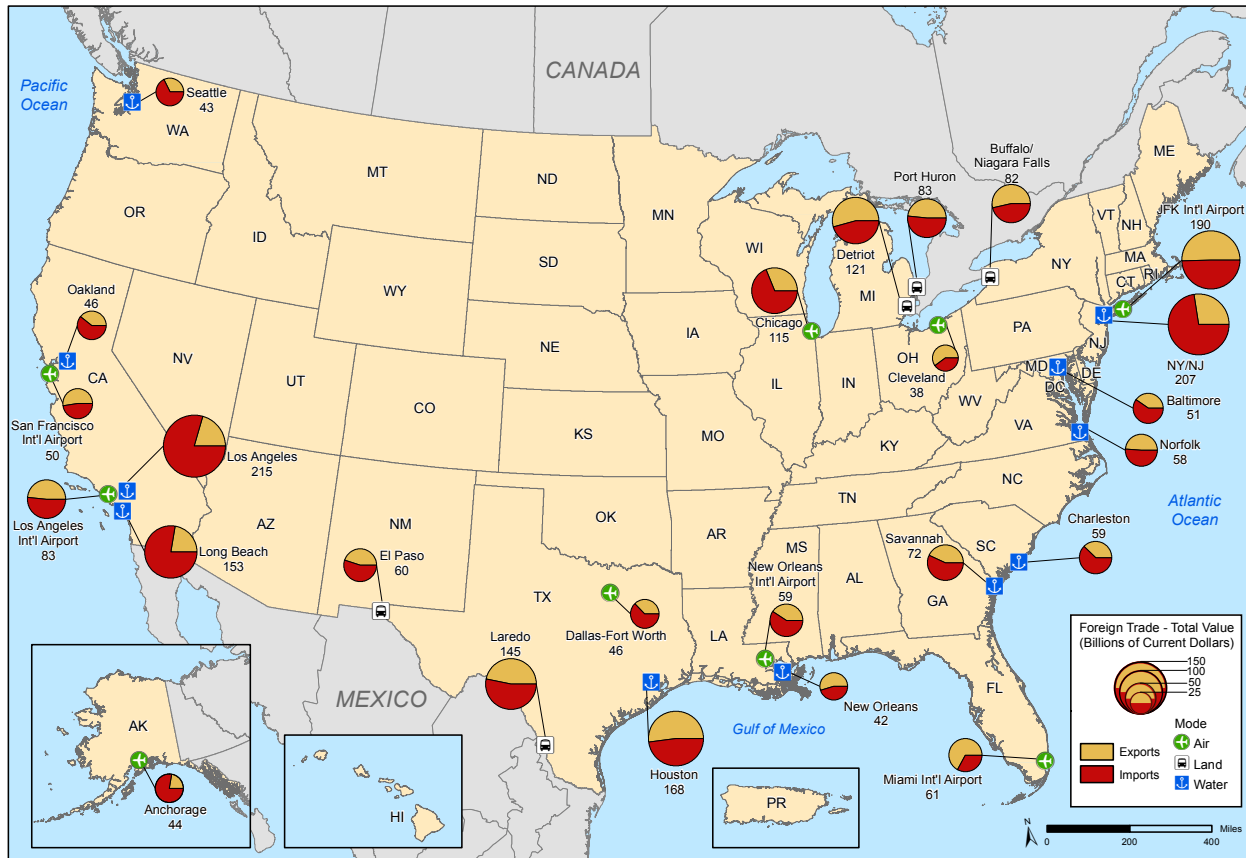 CANADA
Pacific
Ocean
Seattle
43
WA
MT
ND
MN
OR
ID
WY
SD
WI
MI
Detriot
121
Port Huron
83
Buffalo/
Niagara Falls
82
ME
VT
NH
JFK Int'l Airport
190
MA
RI
CT
NY
PA
NJ
NY/NJ
207
Oakland
46
NV
UT
CO
NE
IA
Chicago
115
IL
IN
OH
Cleveland
38
MD
DE
DC
Baltimore
51
WV
VA
Norfolk
58
CA
San Francisco
Int'l Airport
50
Los Angeles
215
Los Angeles
Int'l Airport
83
Long Beach
153
KS
MO
KY
TN
NC
Atlantic
Ocean
AZ
NM
OK
AR
El Paso
60
TX
Dallas-Fort Worth
46
Laredo
145
LA
MS
New Orleans
Int'l Airport
59
AL
Savannah
72
GA
SC
Charleston
59
MEXICO
Houston
168
New Orleans
42
Gulf of Mexico
FL
Miami Int'l Airport
61
AK
Anchorage
44
HI
PR
Foreign Trade - Total Value
(Billions of Current Dollars)
150
100
50
25
Mode
Exports
Imports
Air
Land
Water
N
0
200
400
Miles